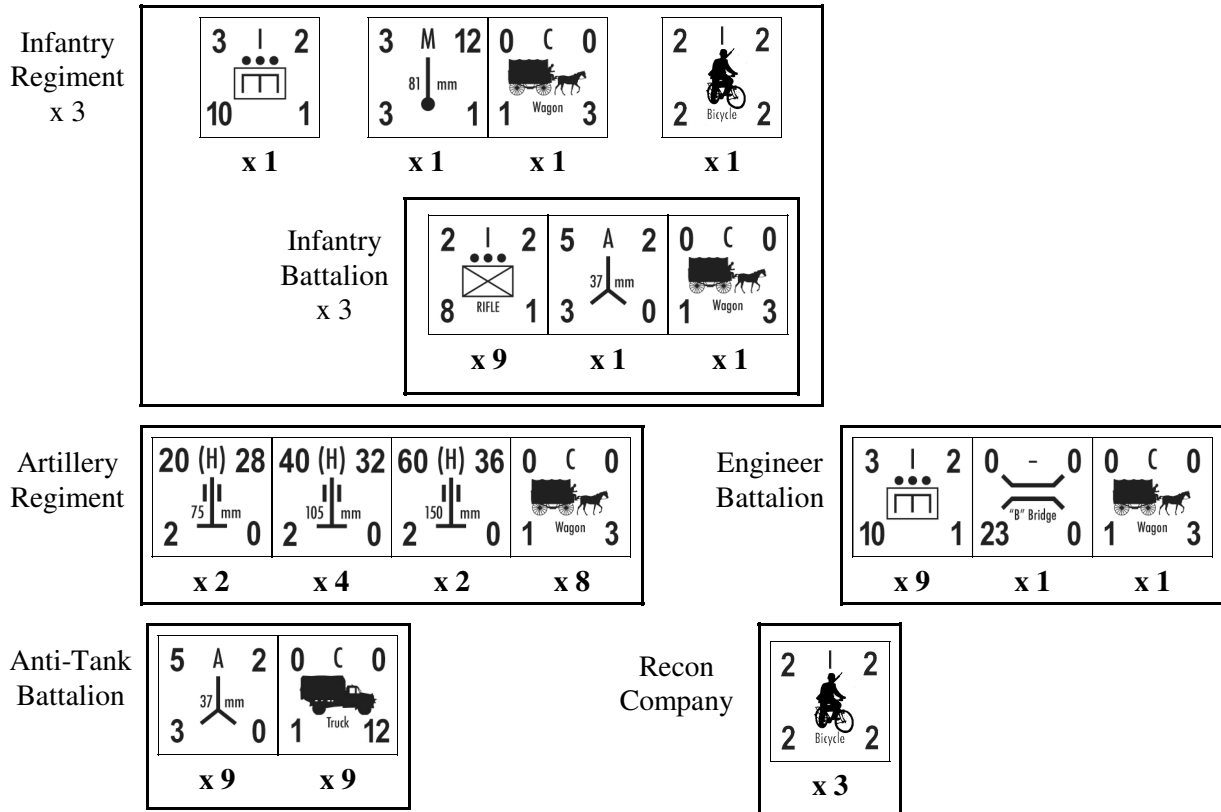 Infantry
Regiment
x 3
3 I 2
10 1
x 1
3 M 12
81 mm
3 1
x 1
0 C 0
Wagon
1 3
x 1
2 I 2
Bicycle
2 2
x 1
Infantry
Battalion
x 3
2 I 2
RIFLE
8 1
x 9
5 A 2
37 mm
3 0
x 1
0 C 0
Wagon
1 3
x 1
Artillery
Regiment
20 (H) 28
75 mm
2 0
x 2
40 (H) 32
105 mm
2 0
x 4
60 (H) 36
150 mm
2 0
x 2
0 C 0
Wagon
1 3
x 8
Engineer
Battalion
3 I 2
10 1
x 9
0 - 0
"B" Bridge
23 0
x 1
0 C 0
Wagon
1 3
x 1
Anti-Tank
Battalion
5 A 2
37 mm
3 0
x 9
0 C 0
Truck
1 12
x 9
Recon
Company
2 I 2
Bicycle
2 2
x 3